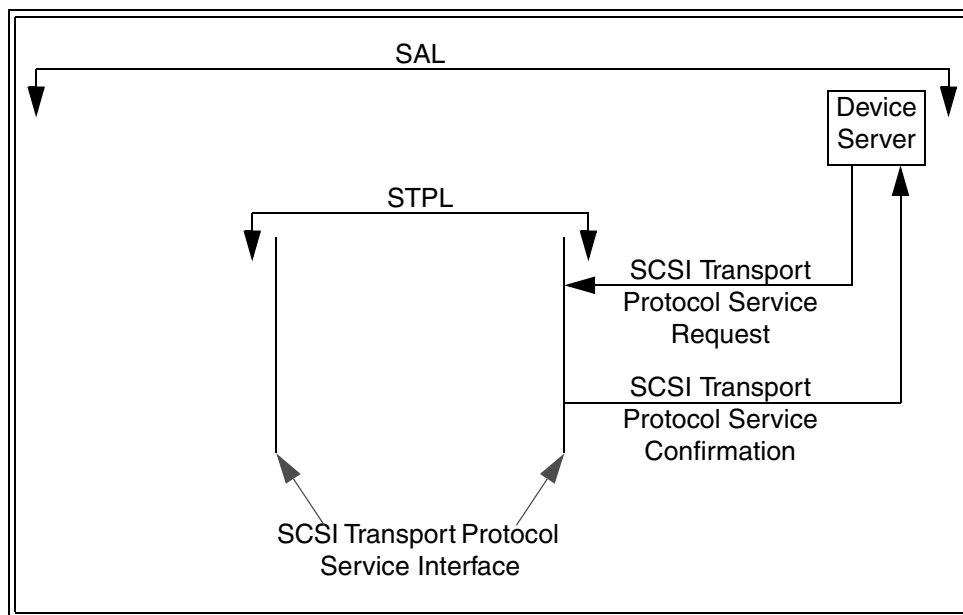 SAL
Device
Server
STPL
SCSI Transport
Protocol Service
Request
SCSI Transport
Protocol Service
Confirmation
SCSI Transport Protocol
Service Interface